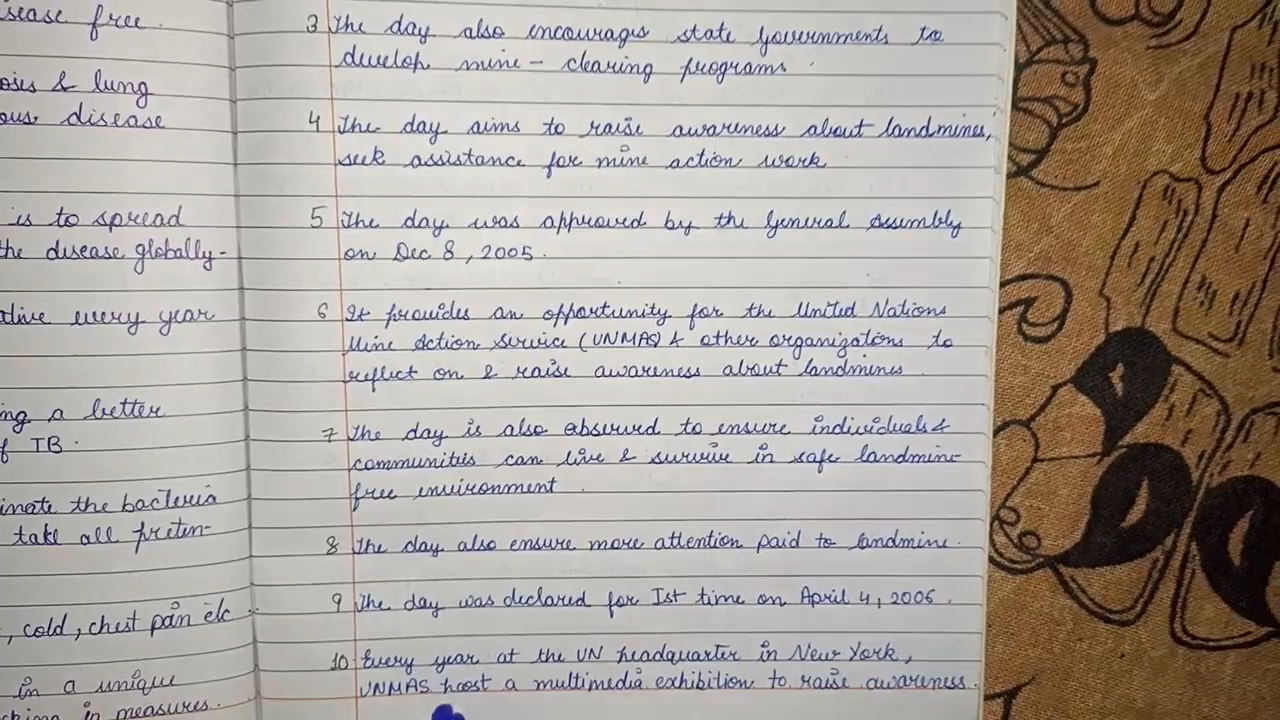 sease free.
osis & lung
ous disease
is to spread
the disease globally-
alive every year
ng a better
f TB.
inate the bacteria
take all preten-
, cold, chest pain etc
in a unique
in measures.
3 The day also encourages state governments to
develop mine - clearing programs.
4 The day aims to raise awareness about landmines,
seek assistance for mine action work
5 The day was approved by the General Assembly
on Dec 8, 2005.
6 It provides an opportunity for the United Nations
Mine Action Service (UNMAS) & other organizations to
reflect on & raise awareness about landmines.
7 The day is also observed to ensure individuals &
communities can live & survive in safe landmine
free environment.
8 The day also ensure more attention paid to landmine.
9 The day was declared for Ist time on April 4, 2006.
10 Every year at the UN headquarter in New York,
UNMAS hoost a multimedia exhibition to raise awareness.